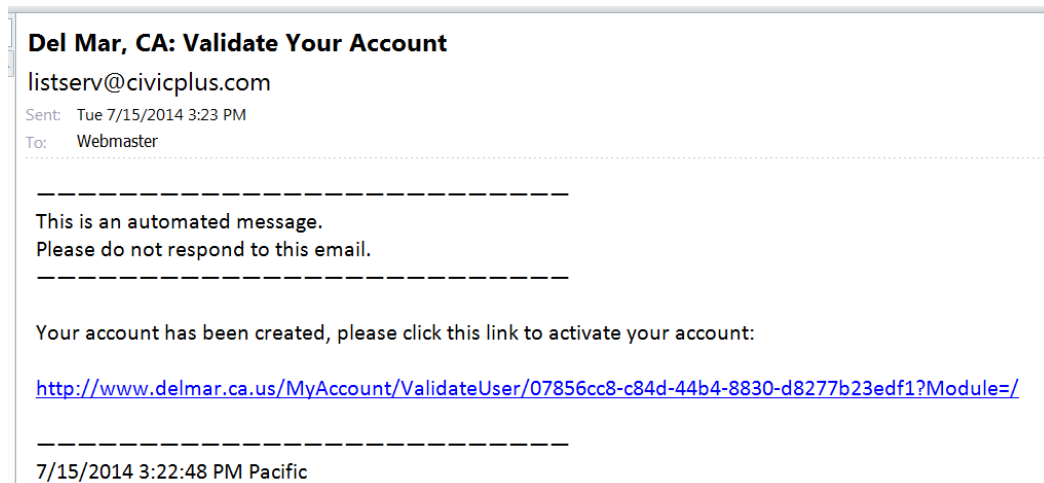 Del Mar, CA: Validate Your Account
listserv@civicplus.com
Sent: Tue 7/15/2014 3:23 PM
To: Webmaster
——————————————————————————
This is an automated message.
Please do not respond to this email.
——————————————————————————
Your account has been created, please click this link to activate your account:
http://www.delmar.ca.us/MyAccount/ValidateUser/07856cc8-c84d-44b4-8830-d8277b23edf1?Module=/
——————————————————————————
7/15/2014 3:22:48 PM Pacific